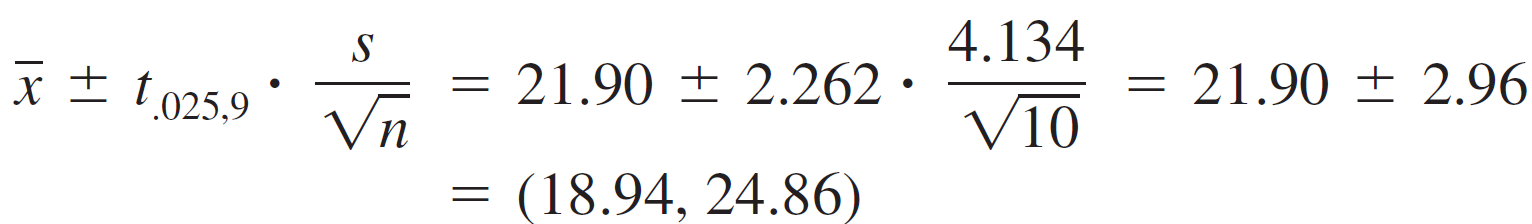 x̄ ± t.025,9 · s/√n = 21.90 ± 2.262 · 4.134/√10 = 21.90 ± 2.96
= (18.94, 24.86)